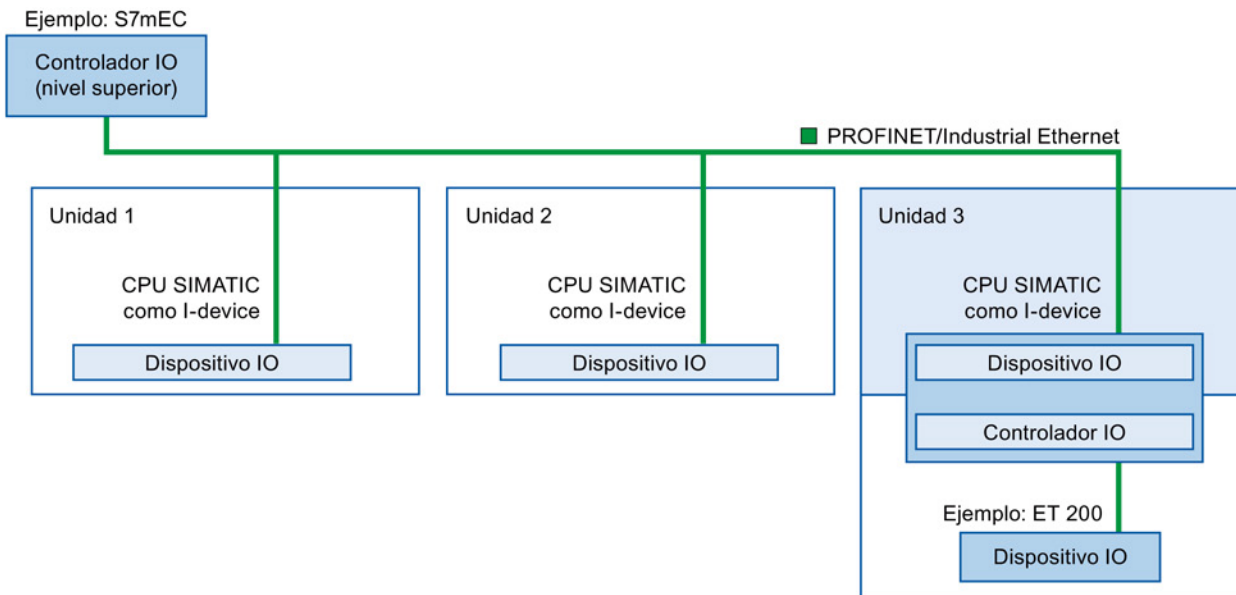 Ejemplo: S7mEC
Controlador IO
(nivel superior)
PROFINET/Industrial Ethernet
Unidad 1
CPU SIMATIC
como I-device
Dispositivo IO
Unidad 2
CPU SIMATIC
como I-device
Dispositivo IO
Unidad 3
CPU SIMATIC
como I-device
Dispositivo IO
Controlador IO
Ejemplo: ET 200
Dispositivo IO